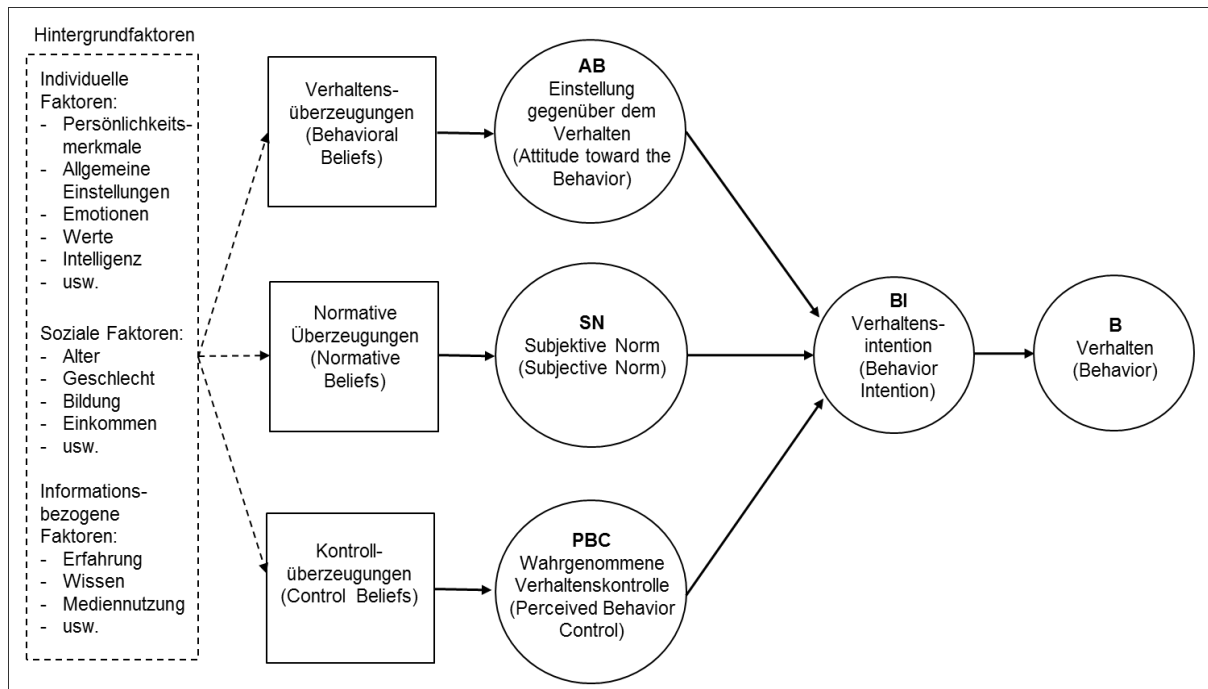 Hintergrundfaktoren
Individuelle
Faktoren:
- Persönlichkeits-
merkmale
- Allgemeine
Einstellungen
- Emotionen
- Werte
- Intelligenz
- usw.
Soziale Faktoren:
- Alter
- Geschlecht
- Bildung
- Einkommen
- usw.
Informations-
bezogene
Faktoren:
- Erfahrung
- Wissen
- Mediennutzung
- usw.
Verhaltens-
überzeugungen
(Behavioral
Beliefs)
Normative
Überzeugungen
(Normative
Beliefs)
Kontroll-
überzeugungen
(Control Beliefs)
AB
Einstellung
gegenüber dem
Verhalten
(Attitude toward the
Behavior)
SN
Subjektive Norm
(Subjective Norm)
PBC
Wahrgenommene
Verhaltenskontrolle
(Perceived Behavior
Control)
BI
Verhaltens-
intention
(Behavior
Intention)
B
Verhalten
(Behavior)